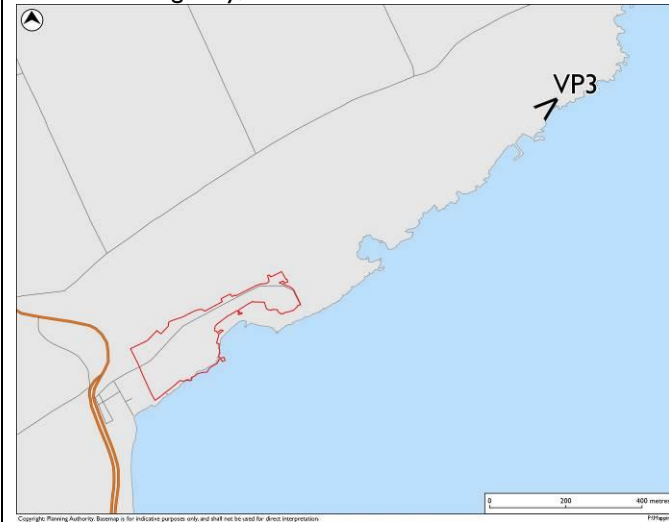 VP3
0 200 400 metres
Copyright: Planning Authority. Basemap is for indicative purposes only, and shall not be used for direct interpretation.